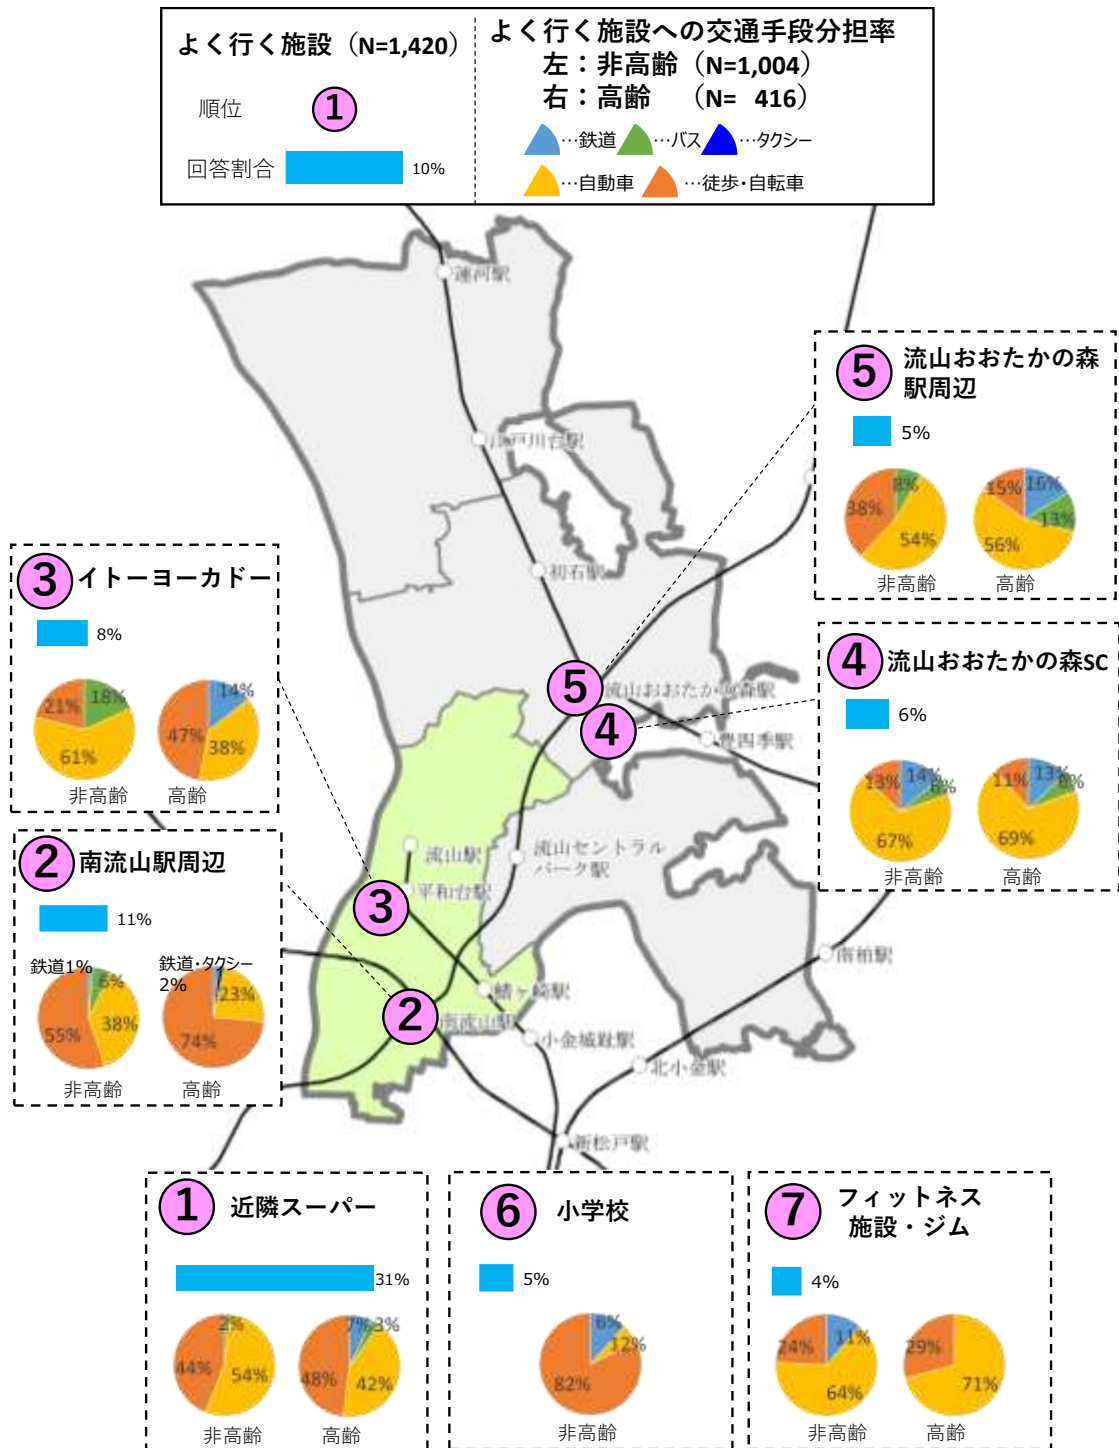 よく行く施設（N=1,420）
順位
1
回答割合
10%
よく行く施設への交通手段分担率
左：非高齢（N=1,004）
右：高齢　（N=  416）
…鉄道 …バス …タクシー
…自動車 …徒歩・自転車
運河駅
江戸川台駅
初石駅
5
流山おおたかの森駅
4
豊四季駅
流山駅
流山セントラル
パーク駅
平和台駅
3
鰭ヶ崎駅
2
南流山駅
小金城趾駅
南柏駅
北小金駅
新松戸駅
5
流山おおたかの森
駅周辺
5%
8%
38%
54%
非高齢
16%
15%
13%
56%
高齢
3
イトーヨーカドー
8%
18%
21%
61%
非高齢
14%
47%
38%
高齢
4
流山おおたかの森SC
6%
13%
14%
6%
67%
非高齢
11%
13%
69%
高齢
2
南流山駅周辺
11%
鉄道1%
6%
55%
38%
非高齢
鉄道・タクシー
2%
23%
74%
高齢
1
近隣スーパー
31%
2%
44%
54%
非高齢
7%
3%
48%
42%
高齢
6
小学校
5%
6%
12%
82%
非高齢
7
フィットネス
施設・ジム
4%
24%
11%
64%
非高齢
29%
71%
高齢